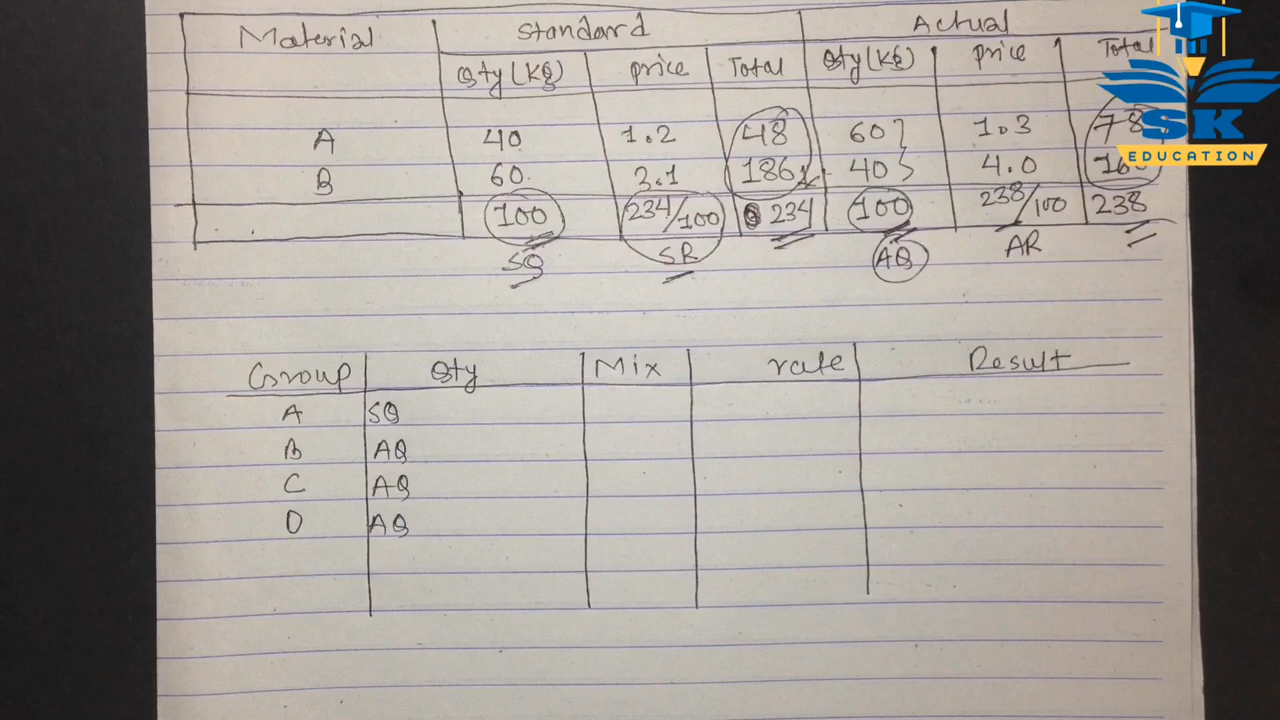 Material Standard Actual
Qty (KG) price Total Qty (KG) price Total
A 40 1.2 48 60 1.3 78
B 60 3.1 186 40 4.0
100 234/100 234 100 238/100 238
SQ SR AQ AR
SK
EDUCATION
Group Qty Mix rate Result
A SQ
B AQ
C AQ
D AQ